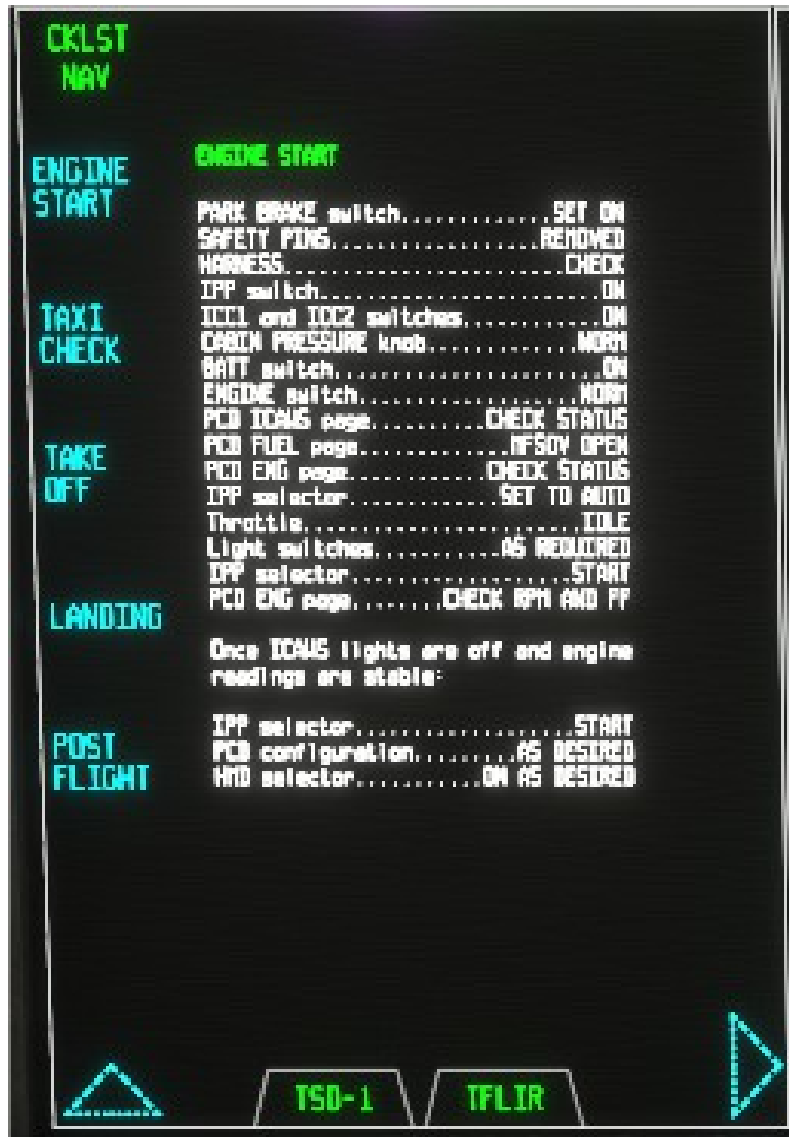 CKLST
NAV
ENGINE
START
TAXI
CHECK
TAKE
OFF
LANDING
POST
FLIGHT
ENGINE START
PARK BRAKE switch.............SET ON
SAFETY PINS...................REMOVED
HARNESS.........................CHECK
IPP switch.........................ON
ICC1 and ICC2 switches............ON
CABIN PRESSURE knob.............NORM
BATT switch.......................ON
ENGINE switch...................NORM
PCD ICAWS page..........CHECK STATUS
PCD FUEL page.............MFSOV OPEN
PCD ENG page............CHECK STATUS
IPP selector.............SET TO AUTO
Throttle.........................IDLE
Light switches...........AS REQUIRED
IPP selector....................START
PCD ENG page........CHECK RPM AND FF
Once ICAWS lights are off and engine
readings are stable:
IPP selector....................START
PCD configuration.........AS DESIRED
HMD selector...........ON AS DESIRED
TSD-1
TFLIR